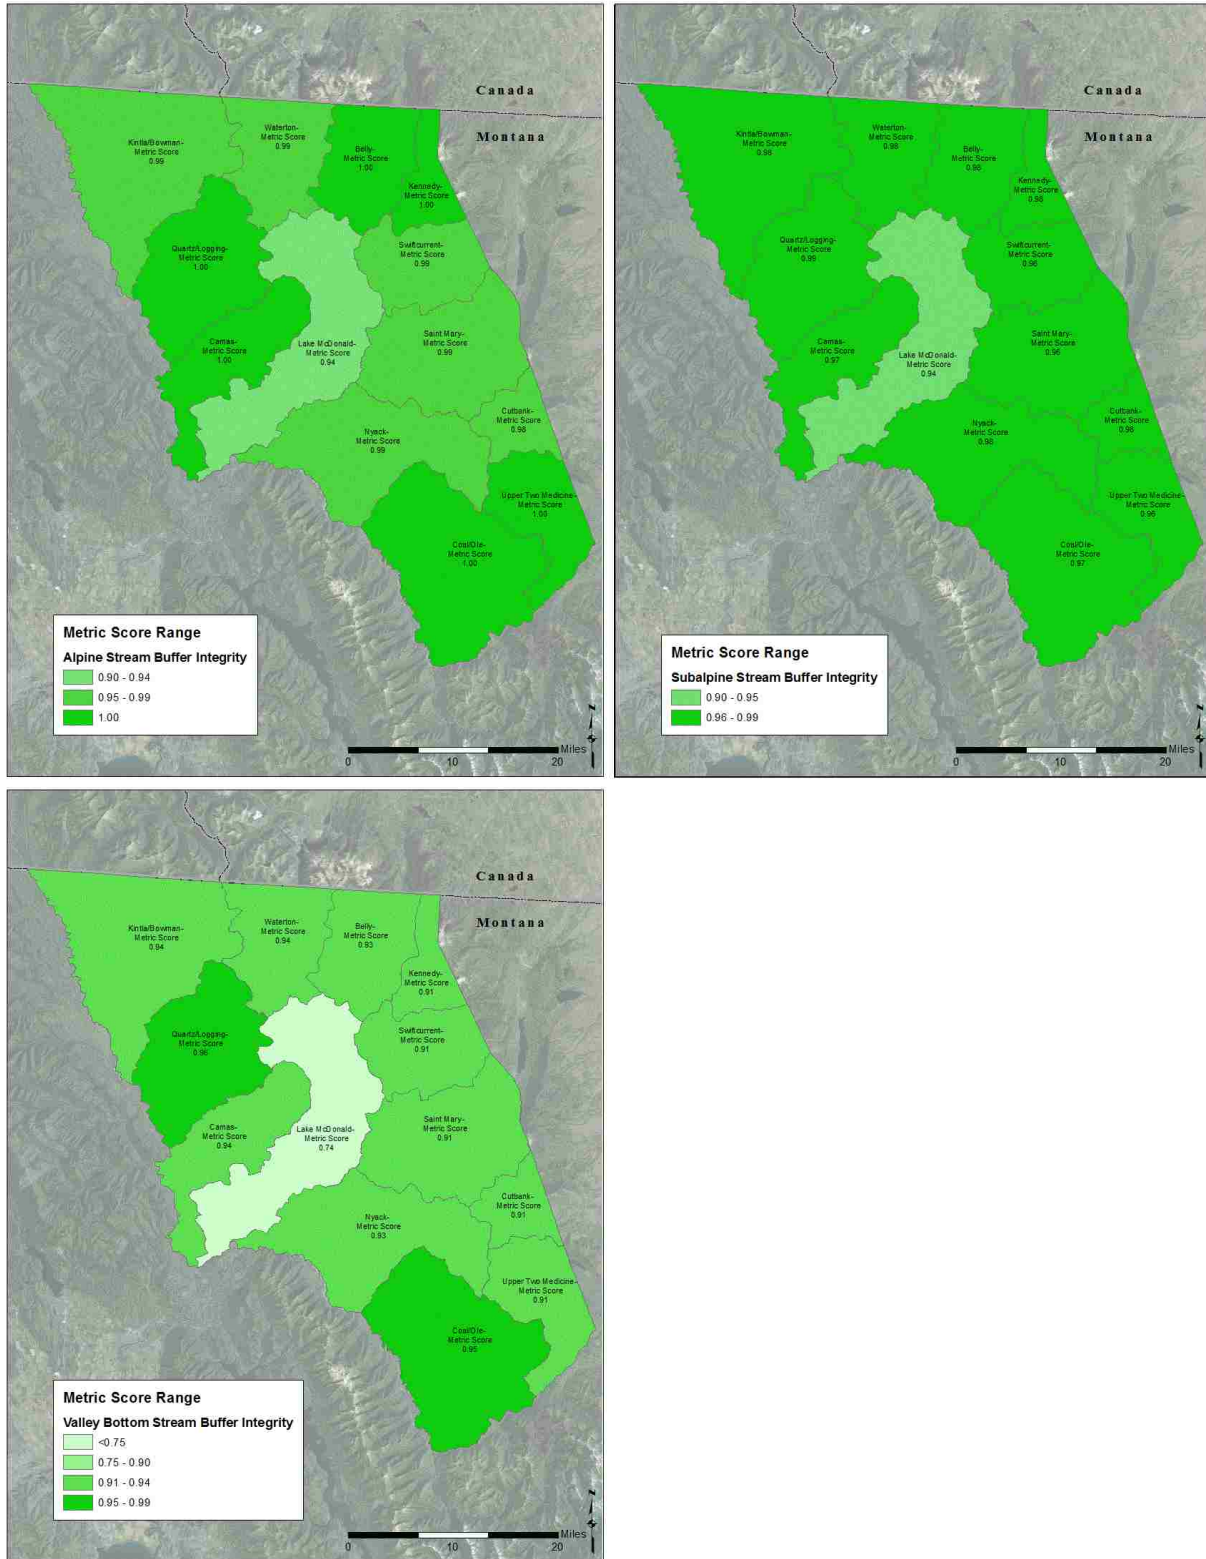 Canada
Montana
Kintla/Bowman-
Metric Score
0.99
Waterton-
Metric Score
0.99
Belly-
Metric Score
1.00
Kennedy-
Metric Score
1.00
Quartz/Logging-
Metric Score
1.00
Swiftcurrent-
Metric Score
0.99
Camas-
Metric Score
1.00
Lake McDonald-
Metric Score
0.94
Saint Mary-
Metric Score
0.99
Cutbank-
Metric Score
0.98
Nyack-
Metric Score
0.99
Upper Two Medicine-
Metric Score
1.00
Coal/Ole-
Metric Score
1.00
Metric Score Range
Alpine Stream Buffer Integrity
0.90 - 0.94
0.95 - 0.99
1.00
N
Miles
0 10 20
Canada
Montana
Kintla/Bowman-
Metric Score
0.98
Waterton-
Metric Score
0.98
Belly-
Metric Score
0.98
Kennedy-
Metric Score
0.98
Quartz/Logging-
Metric Score
0.99
Swiftcurrent-
Metric Score
0.96
Camas-
Metric Score
0.97
Lake McDonald-
Metric Score
0.94
Saint Mary-
Metric Score
0.96
Cutbank-
Metric Score
0.98
Nyack-
Metric Score
0.98
Upper Two Medicine-
Metric Score
0.96
Coal/Ole-
Metric Score
0.97
Metric Score Range
Subalpine Stream Buffer Integrity
0.90 - 0.95
0.96 - 0.99
N
Miles
0 10 20
Canada
Montana
Kintla/Bowman-
Metric Score
0.94
Waterton-
Metric Score
0.94
Belly-
Metric Score
0.93
Kennedy-
Metric Score
0.91
Quartz/Logging-
Metric Score
0.96
Swiftcurrent-
Metric Score
0.91
Camas-
Metric Score
0.94
Lake McDonald-
Metric Score
0.74
Saint Mary-
Metric Score
0.91
Cutbank-
Metric Score
0.91
Nyack-
Metric Score
0.93
Upper Two Medicine-
Metric Score
0.91
Coal/Ole-
Metric Score
0.95
Metric Score Range
Valley Bottom Stream Buffer Integrity
<0.75
0.75 - 0.90
0.91 - 0.94
0.95 - 0.99
N
Miles
0 10 20